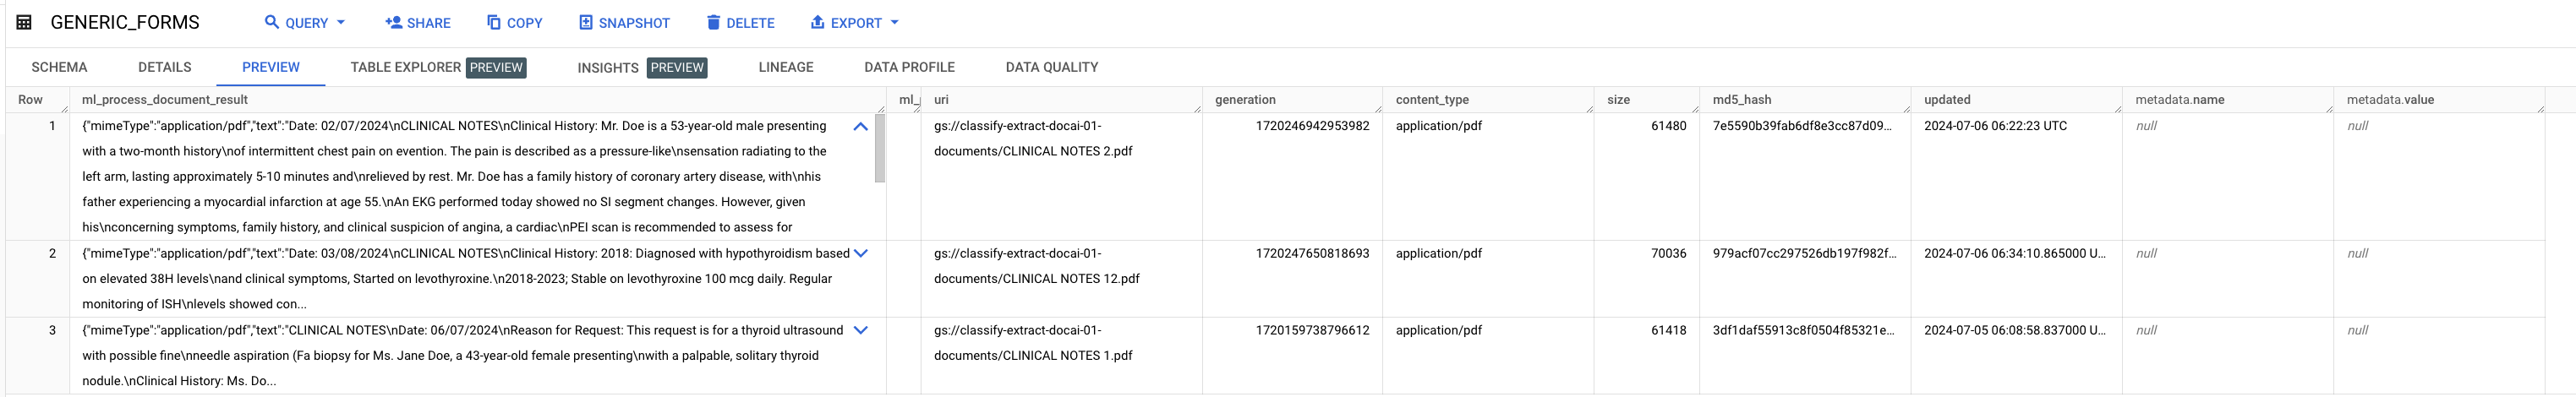 GENERIC_FORMS QUERY SHARE COPY SNAPSHOT DELETE EXPORT
SCHEMA DETAILS PREVIEW TABLE EXPLORER PREVIEW INSIGHTS PREVIEW LINEAGE DATA PROFILE DATA QUALITY
Row ml_process_document_result ml_ uri generation content_type size md5_hash updated metadata.name metadata.value
1 {"mimeType":"application/pdf","text":"Date: 02/07/2024\nCLINICAL NOTES\nClinical History: Mr. Doe is a 53-year-old male presenting gs://classify-extract-docai-01- 1720246942953982 application/pdf 61480 7e5590b39fab6df8e3cc87d09... 2024-07-06 06:22:23 UTC null null
with a two-month history\nof intermittent chest pain on evention. The pain is described as a pressure-like\nsensation radiating to the documents/CLINICAL NOTES 2.pdf
left arm, lasting approximately 5-10 minutes and\nrelieved by rest. Mr. Doe has a family history of coronary artery disease, with\nhis
father experiencing a myocardial infarction at age 55.\nAn EKG performed today showed no SI segment changes. However, given
his\nconcerning symptoms, family history, and clinical suspicion of angina, a cardiac\nPEI scan is recommended to assess for
2 {"mimeType":"application/pdf","text":"Date: 03/08/2024\nCLINICAL NOTES\nClinical History: 2018: Diagnosed with hypothyroidism based gs://classify-extract-docai-01- 1720247650818693 application/pdf 70036 979acf07cc297526db197f982f... 2024-07-06 06:34:10.865000 U... null null
on elevated 38H levels\nand clinical symptoms, Started on levothyroxine.\n2018-2023; Stable on levothyroxine 100 mcg daily. Regular documents/CLINICAL NOTES 12.pdf
monitoring of ISH\nlevels showed con...
3 {"mimeType":"application/pdf","text":"CLINICAL NOTES\nDate: 06/07/2024\nReason for Request: This request is for a thyroid ultrasound gs://classify-extract-docai-01- 1720159738796612 application/pdf 61418 3df1daf55913c8f0504f85321e... 2024-07-05 06:08:58.837000 U... null null
with possible fine\nneedle aspiration (Fa biopsy for Ms. Jane Doe, a 43-year-old female presenting\nwith a palpable, solitary thyroid documents/CLINICAL NOTES 1.pdf
nodule.\nClinical History: Ms. Do...